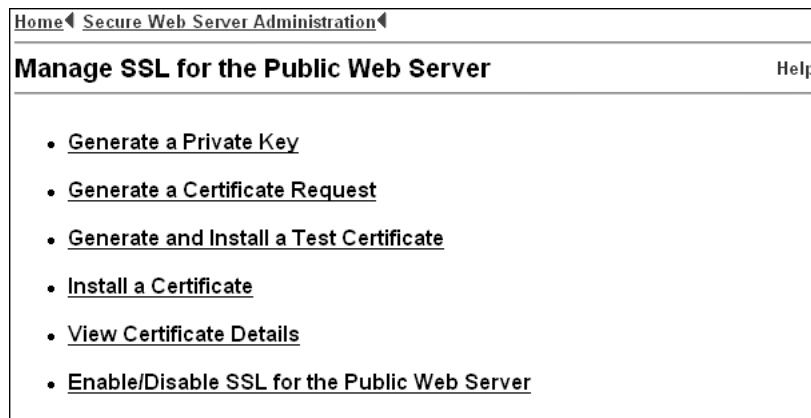 Home Secure Web Server Administration
Manage SSL for the Public Web Server Help
Generate a Private Key
Generate a Certificate Request
Generate and Install a Test Certificate
Install a Certificate
View Certificate Details
Enable/Disable SSL for the Public Web Server